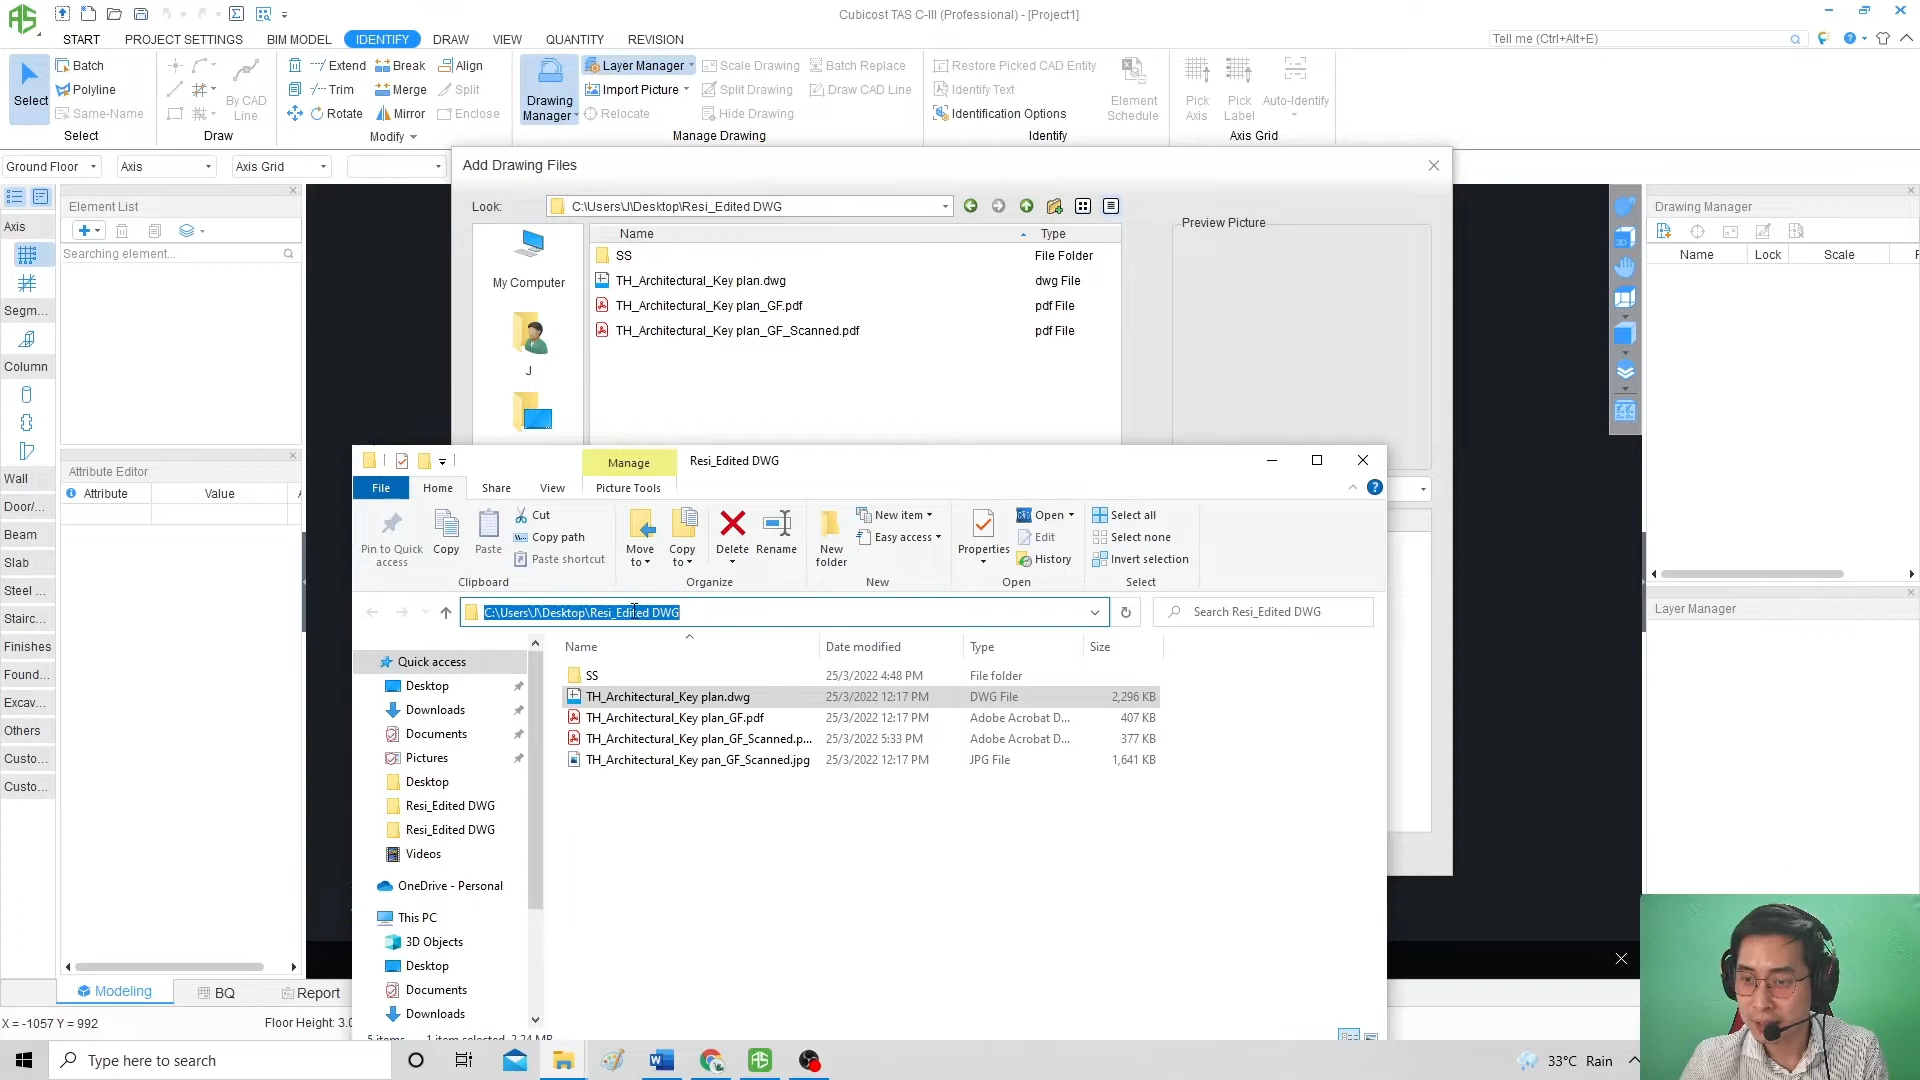 Cubicost TAS C-III (Professional) - [Project1]
START PROJECT SETTINGS BIM MODEL IDENTIFY DRAW VIEW QUANTITY REVISION
Tell me (Ctrl+Alt+E)
Select
Batch
Polyline
Same-Name
Select
By CAD Line
Draw
Extend Break Align
Trim Merge Split
Rotate Mirror Enclose
Modify
Drawing Manager
Layer Manager
Import Picture
Relocate
Scale Drawing
Split Drawing
Hide Drawing
Batch Replace
Draw CAD Line
Manage Drawing
Restore Picked CAD Entity
Identify Text
Identification Options
Element Schedule
Identify
Pick Axis
Pick Label
Auto-Identify
Axis Grid
Ground Floor
Axis
Axis Grid
Element List
Searching element...
Axis
Segm...
Column
Wall
Door/...
Beam
Slab
Steel ...
Stairc...
Finishes
Found...
Excav...
Others
Custo...
Custo...
Attribute Editor
Attribute Value
Add Drawing Files
Look: C:\Users\J\Desktop\Resi_Edited DWG
My Computer
J
Name Type
SS File Folder
TH_Architectural_Key plan.dwg dwg File
TH_Architectural_Key plan_GF.pdf pdf File
TH_Architectural_Key plan_GF_Scanned.pdf pdf File
Preview Picture
Drawing Manager
Name Lock Scale
Layer Manager
Manage Resi_Edited DWG
File Home Share View Picture Tools
Pin to Quick access
Copy
Paste
Cut
Copy path
Paste shortcut
Clipboard
Move to
Copy to
Delete
Rename
Organize
New folder
New item
Easy access
New
Properties
Open
Edit
History
Open
Select all
Select none
Invert selection
Select
C:\Users\J\Desktop\Resi_Edited DWG
Search Resi_Edited DWG
Quick access
Desktop
Downloads
Documents
Pictures
Desktop
Resi_Edited DWG
Resi_Edited DWG
Videos
OneDrive - Personal
This PC
3D Objects
Desktop
Documents
Downloads
Name Date modified Type Size
SS 25/3/2022 4:48 PM File folder
TH_Architectural_Key plan.dwg 25/3/2022 12:17 PM DWG File 2,296 KB
TH_Architectural_Key plan_GF.pdf 25/3/2022 12:17 PM Adobe Acrobat D... 407 KB
TH_Architectural_Key plan_GF_Scanned.p... 25/3/2022 5:33 PM Adobe Acrobat D... 377 KB
TH_Architectural_Key pan_GF_Scanned.jpg 25/3/2022 12:17 PM JPG File 1,641 KB
5 items 1 item selected 2.24 MB
Modeling BQ Report
X = -1057 Y = 992 Floor Height: 3.0
Type here to search
33°C Rain